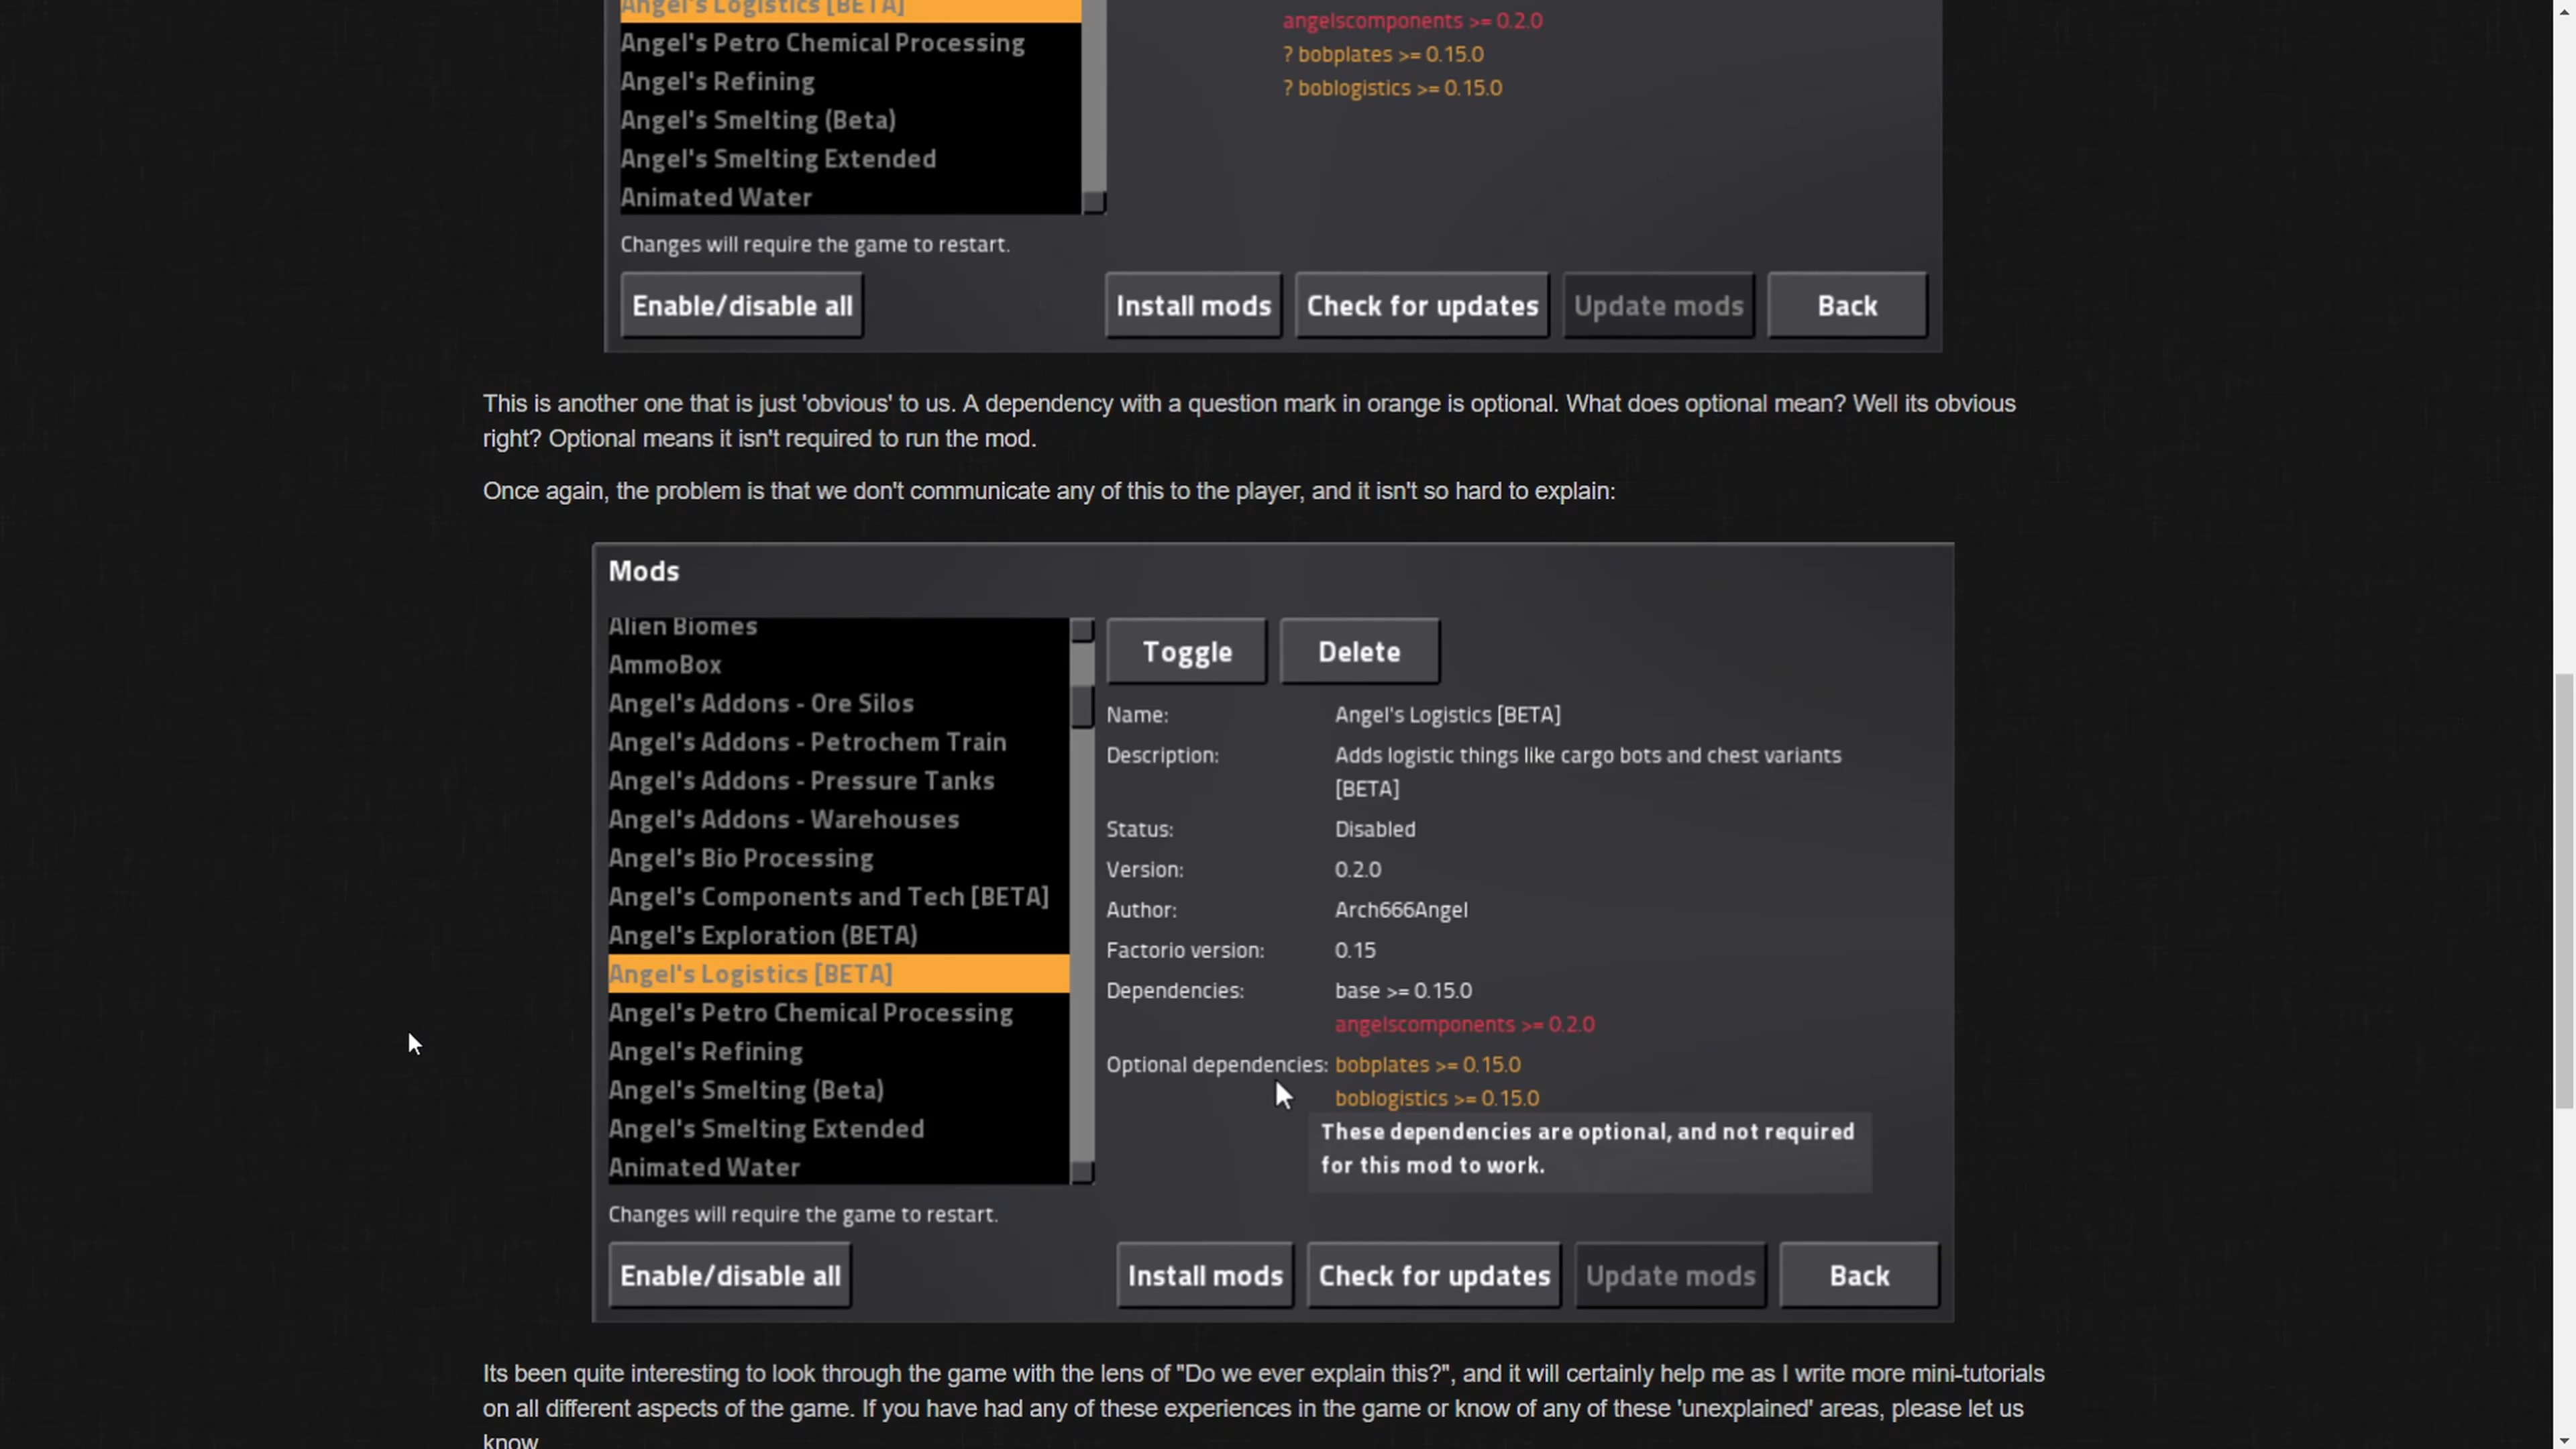 Angel's Logistics [BETA]
angelscomponents >= 0.2.0
Angel's Petro Chemical Processing
? bobplates >= 0.15.0
Angel's Refining
? boblogistics >= 0.15.0
Angel's Smelting (Beta)
Angel's Smelting Extended
Animated Water
Changes will require the game to restart.
Enable/disable all
Install mods
Check for updates
Update mods
Back
This is another one that is just 'obvious' to us. A dependency with a question mark in orange is optional. What does optional mean? Well its obvious
right? Optional means it isn't required to run the mod.
Once again, the problem is that we don't communicate any of this to the player, and it isn't so hard to explain:
Mods
Alien Biomes
AmmoBox
Angel's Addons - Ore Silos
Angel's Addons - Petrochem Train
Angel's Addons - Pressure Tanks
Angel's Addons - Warehouses
Angel's Bio Processing
Angel's Components and Tech [BETA]
Angel's Exploration (BETA)
Angel's Logistics [BETA]
Angel's Petro Chemical Processing
Angel's Refining
Angel's Smelting (Beta)
Angel's Smelting Extended
Animated Water
Toggle
Delete
Name: Angel's Logistics [BETA]
Description: Adds logistic things like cargo bots and chest variants
[BETA]
Status: Disabled
Version: 0.2.0
Author: Arch666Angel
Factorio version: 0.15
Dependencies: base >= 0.15.0
angelscomponents >= 0.2.0
Optional dependencies: bobplates >= 0.15.0
boblogistics >= 0.15.0
These dependencies are optional, and not required
for this mod to work.
Changes will require the game to restart.
Enable/disable all
Install mods
Check for updates
Update mods
Back
Its been quite interesting to look through the game with the lens of "Do we ever explain this?", and it will certainly help me as I write more mini-tutorials
on all different aspects of the game. If you have had any of these experiences in the game or know of any of these 'unexplained' areas, please let us
know